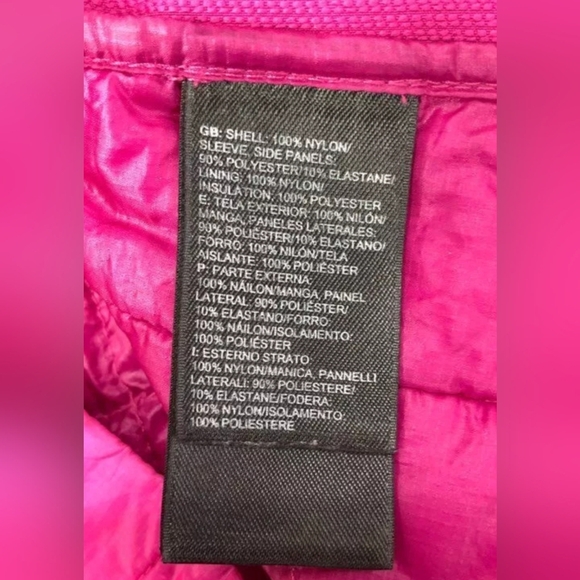 GB: SHELL: 100% NYLON/
SLEEVE, SIDE PANELS:
90% POLYESTER/10% ELASTANE/
LINING: 100% NYLON/
INSULATION: 100% POLYESTER
E: TELA EXTERIOR: 100% NILÓN/
MANGA, PANELES LATERALES:
90% POLIÉSTER/10% ELASTANO/
FORRO: 100% NILÓN/TELA
AISLANTE: 100% POLIÉSTER
P: PARTE EXTERNA:
100% NÁILON/MANGA, PAINEL
LATERAL: 90% POLIÉSTER/
10% ELASTANO/FORRO:
100% NÁILON/ISOLAMENTO:
100% POLIÉSTER
I: ESTERNO STRATO:
100% NYLON/MANICA, PANNELLI
LATERALI: 90% POLIESTERE/
10% ELASTANE/FODERA:
100% NYLON/ISOLAMENTO:
100% POLIESTERE